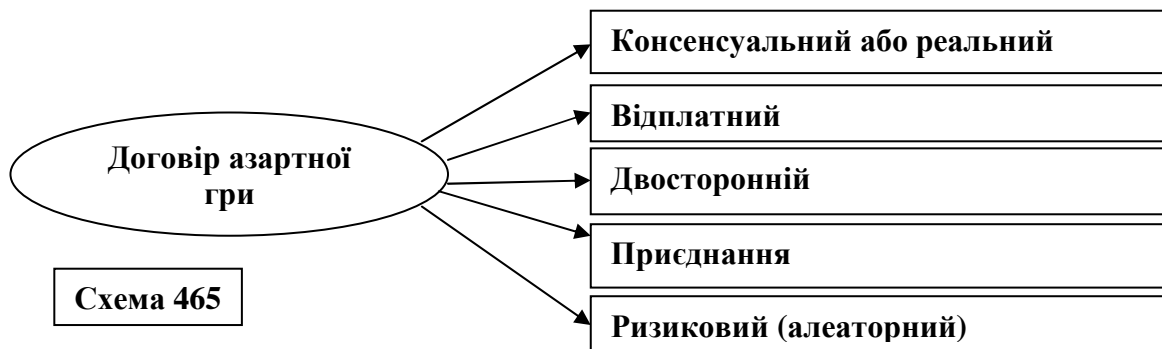 Консенсуальний або реальний
Відплатний
Договір азартної
гри
Двосторонній
Приєднання
Схема 465
Ризиковий (алеаторний)